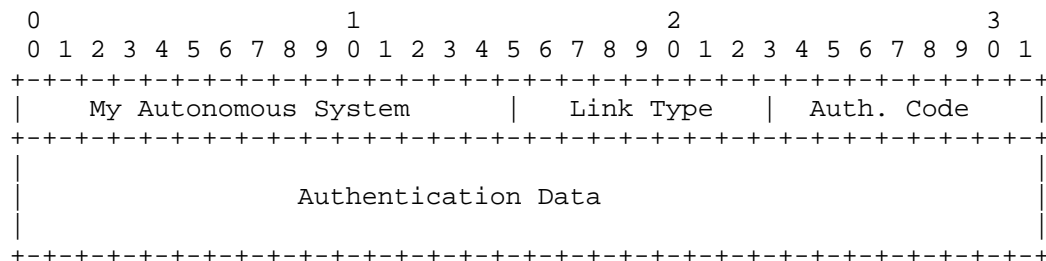 0                   1                   2                   3
 0 1 2 3 4 5 6 7 8 9 0 1 2 3 4 5 6 7 8 9 0 1 2 3 4 5 6 7 8 9 0 1
+-+-+-+-+-+-+-+-+-+-+-+-+-+-+-+-+-+-+-+-+-+-+-+-+-+-+-+-+-+-+-+-+
|    My Autonomous System       |   Link Type   |  Auth. Code    |
+-+-+-+-+-+-+-+-+-+-+-+-+-+-+-+-+-+-+-+-+-+-+-+-+-+-+-+-+-+-+-+-+
|                                                                |
|                 Authentication Data                            |
|                                                                |
+-+-+-+-+-+-+-+-+-+-+-+-+-+-+-+-+-+-+-+-+-+-+-+-+-+-+-+-+-+-+-+-+